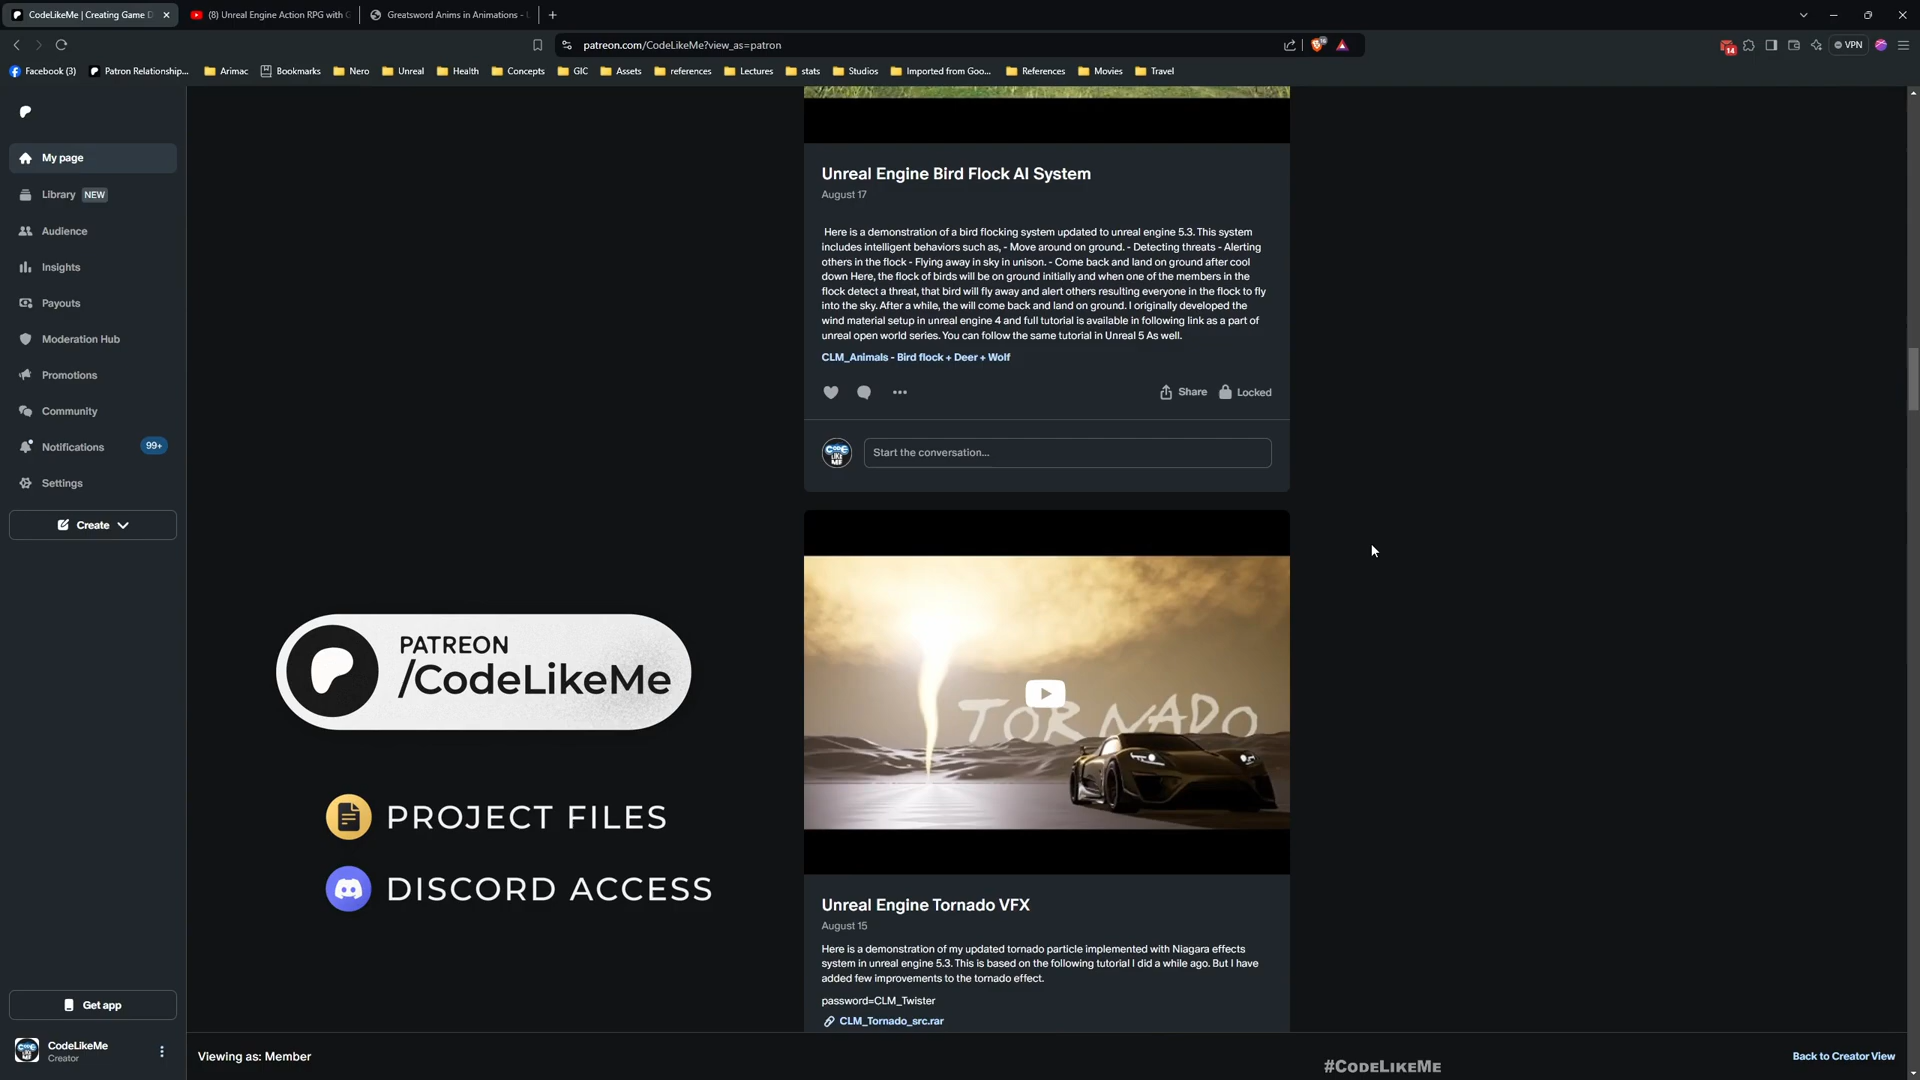 CodeLikeMe | Creating Game D
(8) Unreal Engine Action RPG with G
Greatsword Anims in Animations - U
patreon.com/CodeLikeMe?view_as=patron
14
VPN
Facebook (3)
Patron Relationship...
Arimac
Bookmarks
Nero
Unreal
Health
Concepts
GIC
Assets
references
Lectures
stats
Studios
Imported from Goo...
References
Movies
Travel
My page
Library NEW
Audience
Insights
Payouts
Moderation Hub
Promotions
Community
Notifications 99+
Settings
Create
Get app
CodeLikeMe
Creator
Unreal Engine Bird Flock AI System
August 17
Here is a demonstration of a bird flocking system updated to unreal engine 5.3. This system
includes intelligent behaviors such as, - Move around on ground. - Detecting threats - Alerting
others in the flock - Flying away in sky in unison. - Come back and land on ground after cool
down Here, the flock of birds will be on ground initially and when one of the members in the
flock detect a threat, that bird will fly away and alert others resulting everyone in the flock to fly
into the sky. After a while, the will come back and land on ground. I originally developed the
wind material setup in unreal engine 4 and full tutorial is available in following link as a part of
unreal open world series. You can follow the same tutorial in Unreal 5 As well.
CLM_Animals - Bird flock + Deer + Wolf
Share
Locked
CODE
LIKE
ME
Start the conversation...
PATREON
/CodeLikeMe
PROJECT FILES
DISCORD ACCESS
TORNADO
Unreal Engine Tornado VFX
August 15
Here is a demonstration of my updated tornado particle implemented with Niagara effects
system in unreal engine 5.3. This is based on the following tutorial I did a while ago. But I have
added few improvements to the tornado effect.
password=CLM_Twister
CLM_Tornado_src.rar
Viewing as: Member
#CODELIKEME
Back to Creator View